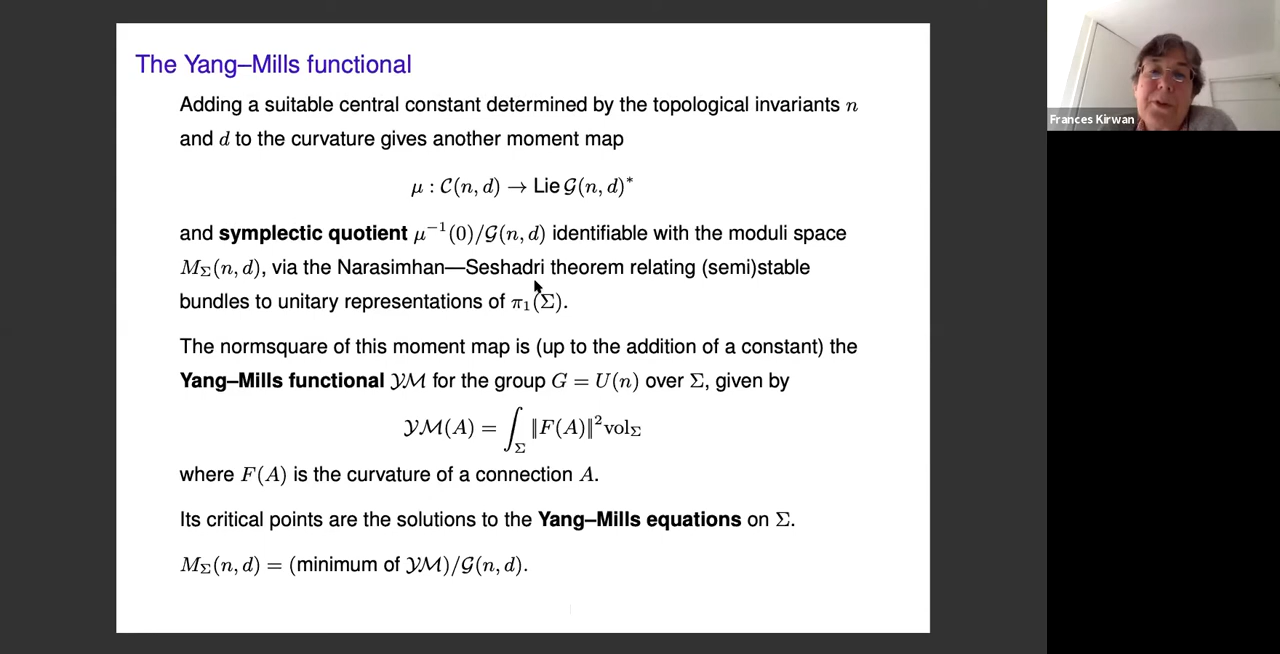 The Yang–Mills functional
Adding a suitable central constant determined by the topological invariants n
and d to the curvature gives another moment map
μ : 𝒞(n, d) → Lie 𝒢(n, d)*
and symplectic quotient μ⁻¹(0)/𝒢(n, d) identifiable with the moduli space
M_Σ(n, d), via the Narasimhan—Seshadri theorem relating (semi)stable
bundles to unitary representations of π₁(Σ).
The normsquare of this moment map is (up to the addition of a constant) the
Yang–Mills functional 𝒴ℳ for the group G = U(n) over Σ, given by
𝒴ℳ(A) = ∫_Σ ‖F(A)‖² vol_Σ
where F(A) is the curvature of a connection A.
Its critical points are the solutions to the Yang–Mills equations on Σ.
M_Σ(n, d) = (minimum of 𝒴ℳ)/𝒢(n, d).
Frances Kirwan